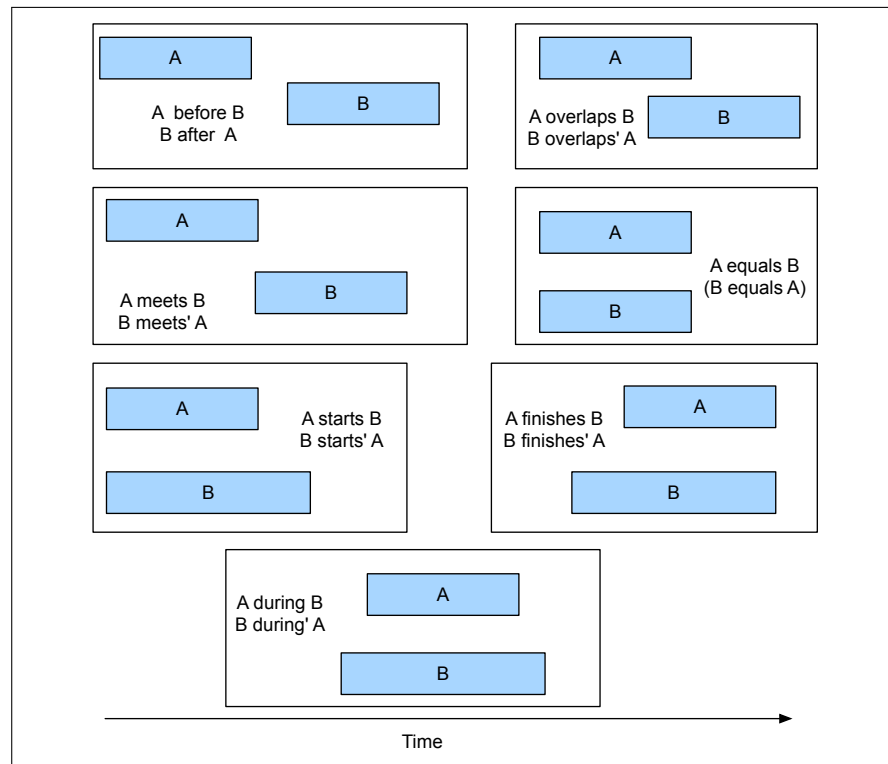 A
B
A before B
B after A
A
B
A overlaps B
B overlaps' A
A
B
A meets B
B meets' A
A
B
A equals B
(B equals A)
A
B
A starts B
B starts' A
A
B
A finishes B
B finishes' A
A
B
A during B
B during' A
Time